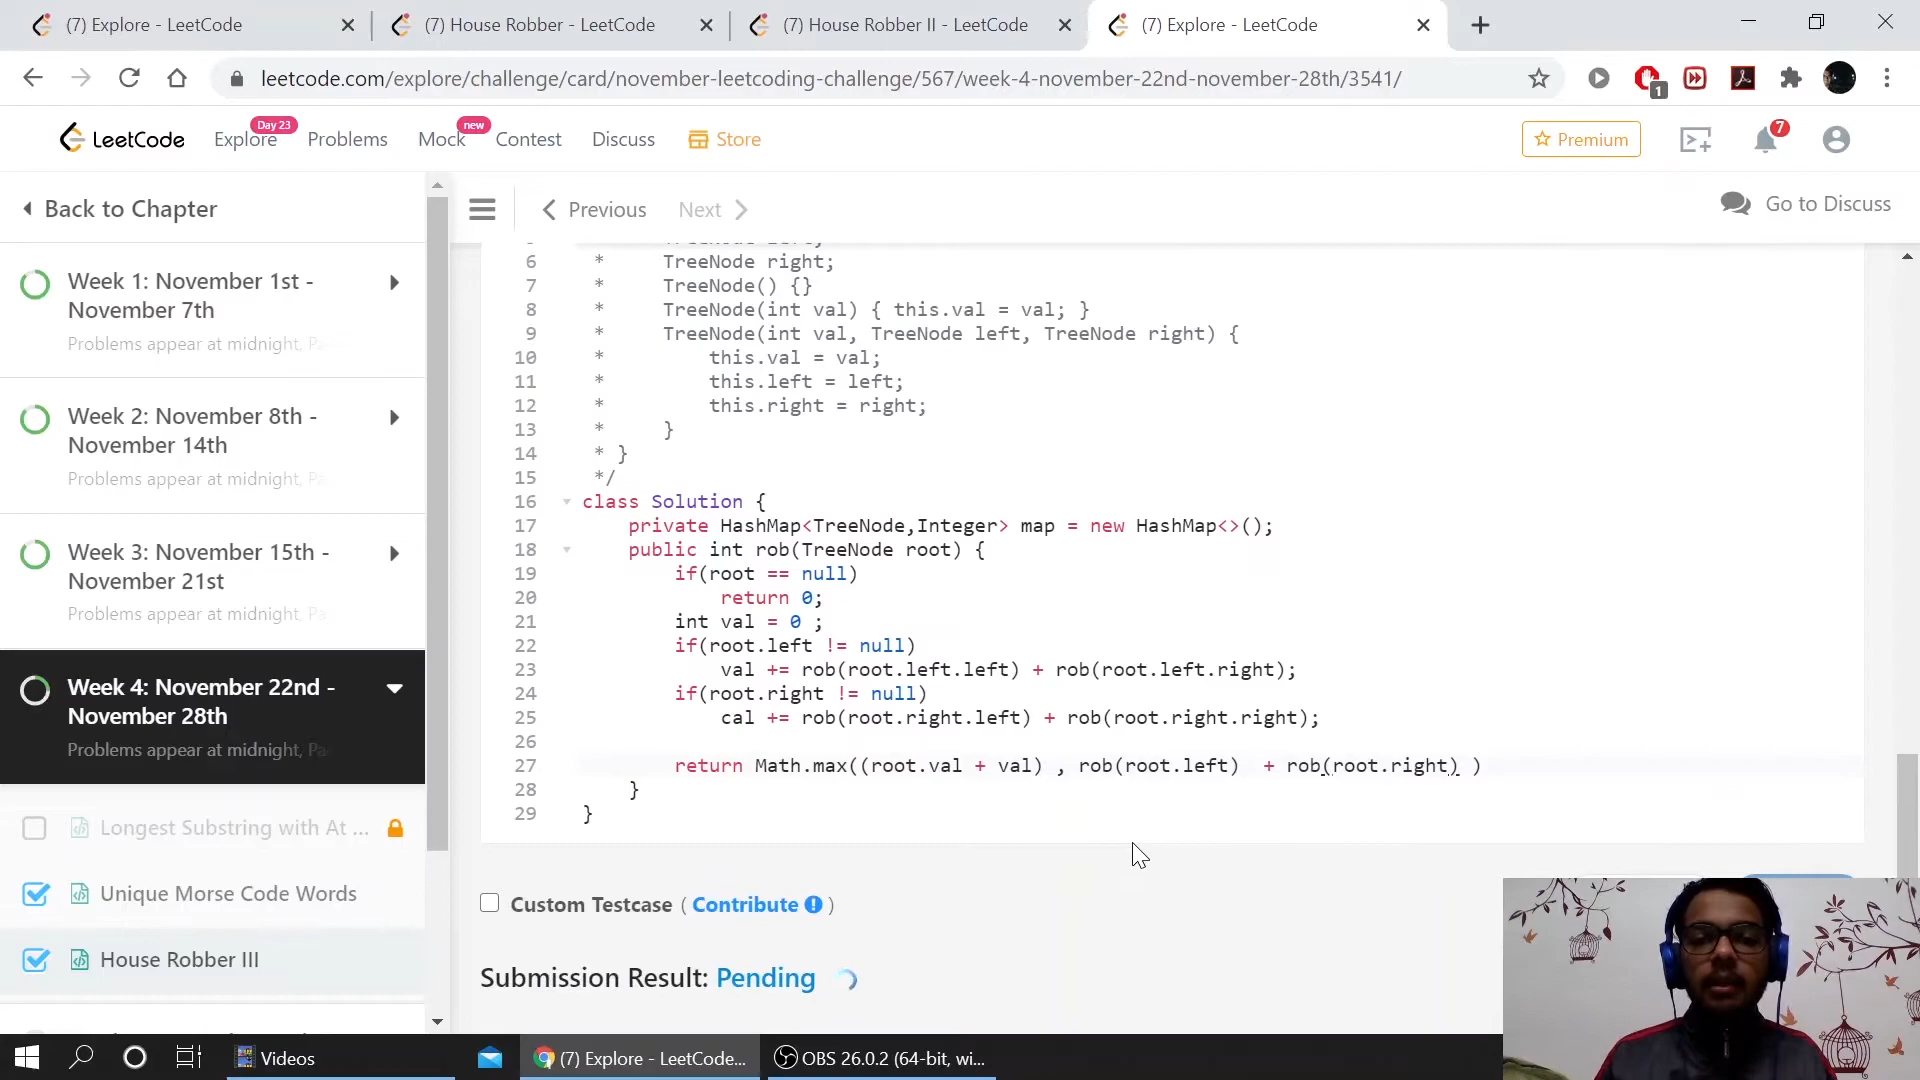 (7) Explore - LeetCode
(7) House Robber - LeetCode
(7) House Robber II - LeetCode
(7) Explore - LeetCode
leetcode.com/explore/challenge/card/november-leetcoding-challenge/567/week-4-november-22nd-november-28th/3541/
1
LeetCode
Explore
Day 23
Problems
Mock
new
Contest
Discuss
Store
Premium
7
Back to Chapter
Previous
Next
Go to Discuss
Week 1: November 1st -
November 7th
Problems appear at midnight,
Week 2: November 8th -
November 14th
Problems appear at midnight,
Week 3: November 15th -
November 21st
Problems appear at midnight,
Week 4: November 22nd -
November 28th
Problems appear at midnight,
Longest Substring with At ...
Unique Morse Code Words
House Robber III
6 * TreeNode right;
7 * TreeNode() {}
8 * TreeNode(int val) { this.val = val; }
9 * TreeNode(int val, TreeNode left, TreeNode right) {
10 * this.val = val;
11 * this.left = left;
12 * this.right = right;
13 * }
14 * }
15 */
16 class Solution {
17 private HashMap<TreeNode,Integer> map = new HashMap<>();
18 public int rob(TreeNode root) {
19 if(root == null)
20 return 0;
21 int val = 0 ;
22 if(root.left != null)
23 val += rob(root.left.left) + rob(root.left.right);
24 if(root.right != null)
25 cal += rob(root.right.left) + rob(root.right.right);
26
27 return Math.max((root.val + val) , rob(root.left) + rob(root.right) )
28 }
29 }
Custom Testcase ( Contribute )
Submission Result: Pending
Videos
(7) Explore - LeetCode...
OBS 26.0.2 (64-bit, wi...